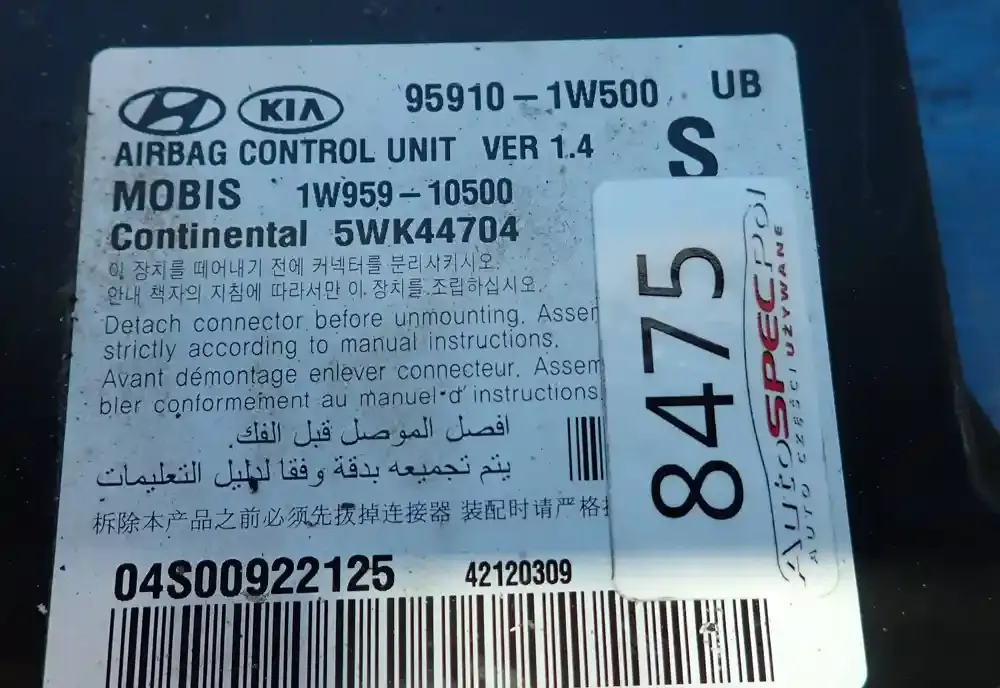 KIA
95910-1W500 UB
AIRBAG CONTROL UNIT VER 1.4
S
MOBIS 1W959-10500
Continental 5WK44704
이 장치를 떼어내기 전에 커넥터를 분리시키시오.
안내 책자의 지침에 따라서만 이 장치를 조립하십시오.
Detach connector before unmounting. Assem
strictly according to manual instructions.
Avant démontage enlever connecteur. Assem
bler conformement au manuel d'instructions.
افصل الموصل قبل الفك.
يتم تجميعه بدقة وفقا لدليل التعليمات
拆除本产品之前必须先拔掉连接器 装配时请严格
04S00922125 42120309
8475
AutoSPECPol
AUTO CZĘŚCI UŻYWANE